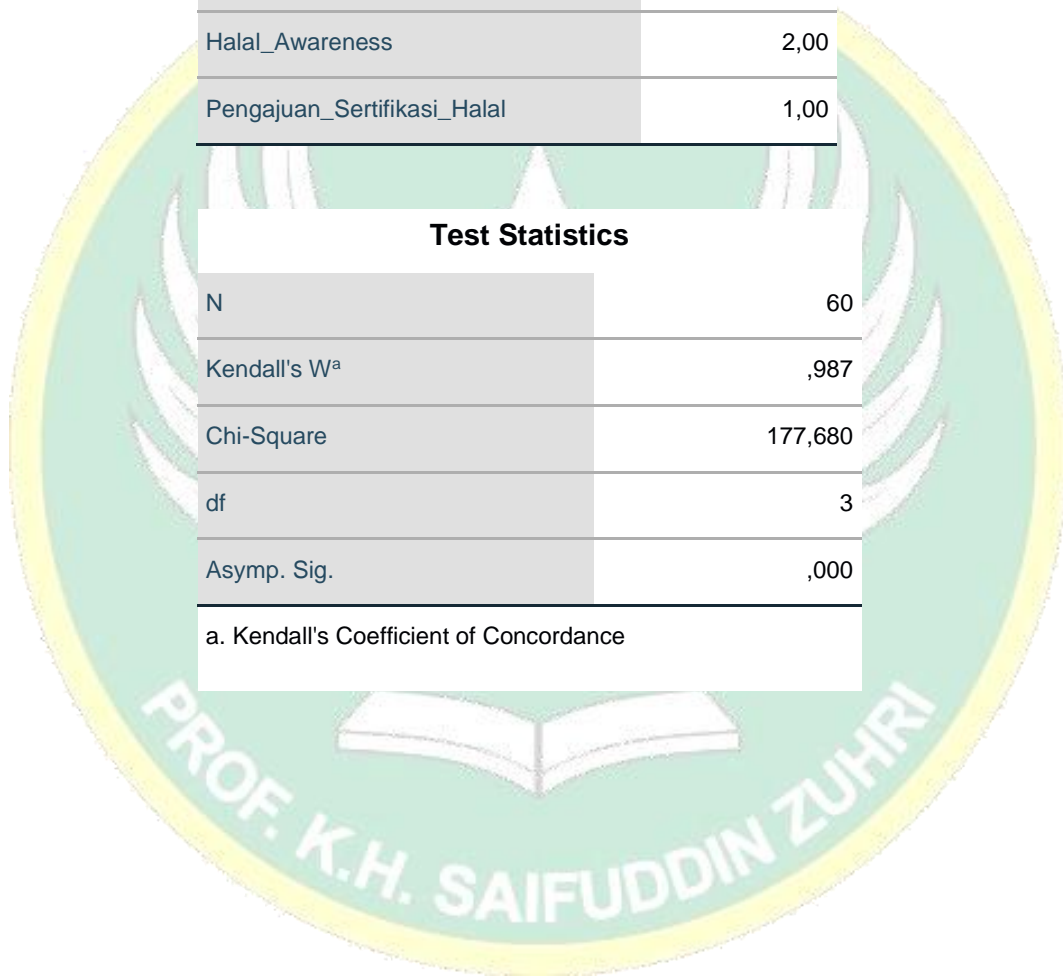 Halal_Awareness 2,00
Pengajuan_Sertifikasi_Halal 1,00
Test Statistics
N 60
Kendall's Wᵃ ,987
Chi-Square 177,680
df 3
Asymp. Sig. ,000
a. Kendall's Coefficient of Concordance
PROF. K.H. SAIFUDDIN ZUHRI